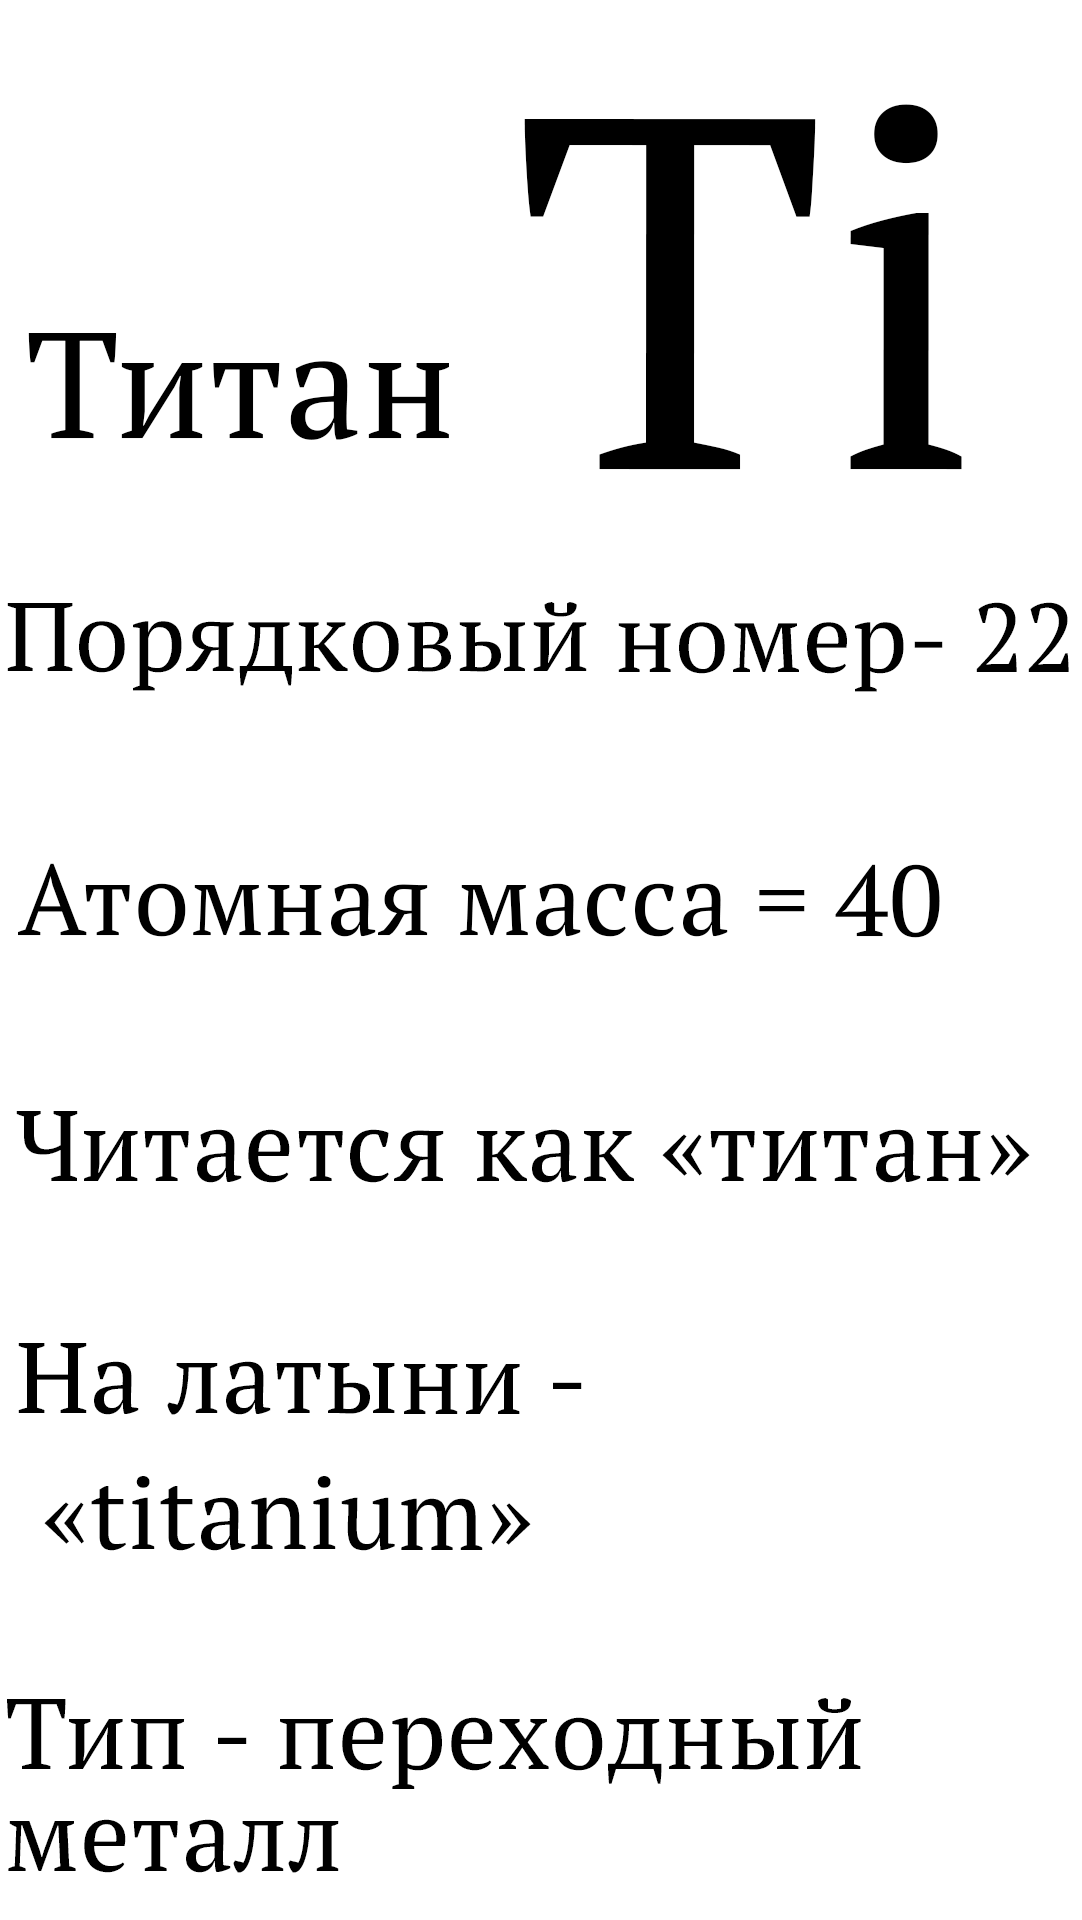 Титан Ti
Порядковый номер- 22
Атомная масса = 40
Читается как «титан»
На латыни -
«titanium»
Тип - переходный
металл